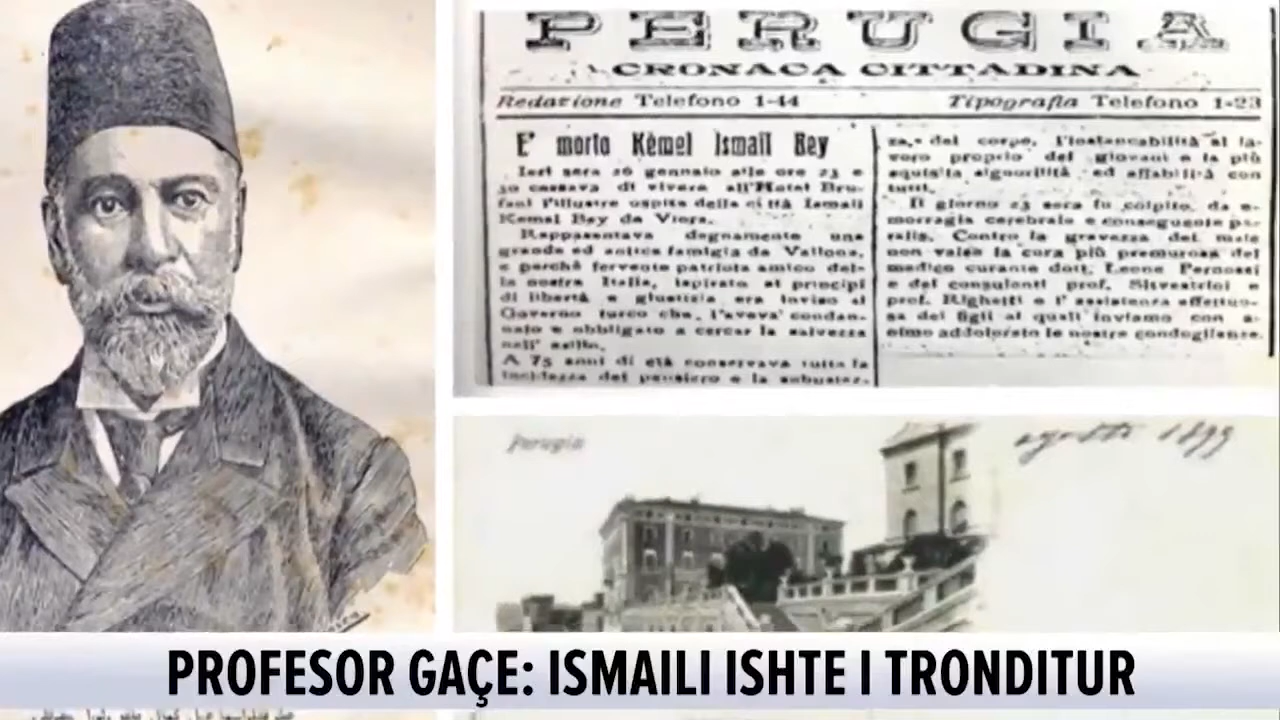 PERUGIA
CRONACA CITTADINA
Redazione Telefono 1-44
Tipografia Telefono 1-23
E' morto Kèmel Ismail Bey
Ieri sera 26 gennaio alle ore 23 e
30 cessava di vivere all'Hotel Bru-
fani l'illustre ospite della città Ismail
Kemal Bey da Viora.
Rappresentava degnamente una
grande ed antica famiglia da Vallona,
e perchè fervente patriota amico del-
la nostra Italia, ispirato ai principi
di libertà e giustizia era inviso al
Governo turco che l'aveva condan-
nato e obbligato a cercar la salvezza
nell' esilio.
A 75 anni di età conservava tutta la
lucidezza del pensiero e la
za, del corpo, l'instancabilità al la-
voro proprio dei giovani e la più
squisita signorilità ed affabilità con
tutti.
Il giorno 23 sera fu colpito da e-
morragia cerebrale e conseguente pa-
ralisi. Contro la gravezza del male
non valse la cura più premurosa del
medico curante dott. Leone Pernossi
e dei consulenti prof. Silvestrini e
prof. Righetti e l' assistenza affettuo-
sa dei figli ai quali inviamo con a-
nimo addolorato le nostre condoglianze.
Perugia
agosto 1899
PROFESOR GAÇE: ISMAILI ISHTE I TRONDITUR